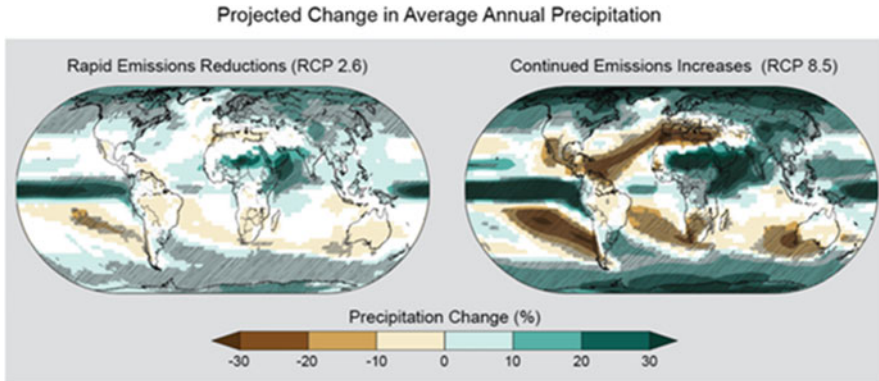 Projected Change in Average Annual Precipitation
Rapid Emissions Reductions (RCP 2.6)
Continued Emissions Increases (RCP 8.5)
Precipitation Change (%)
-30 -20 -10 0 10 20 30